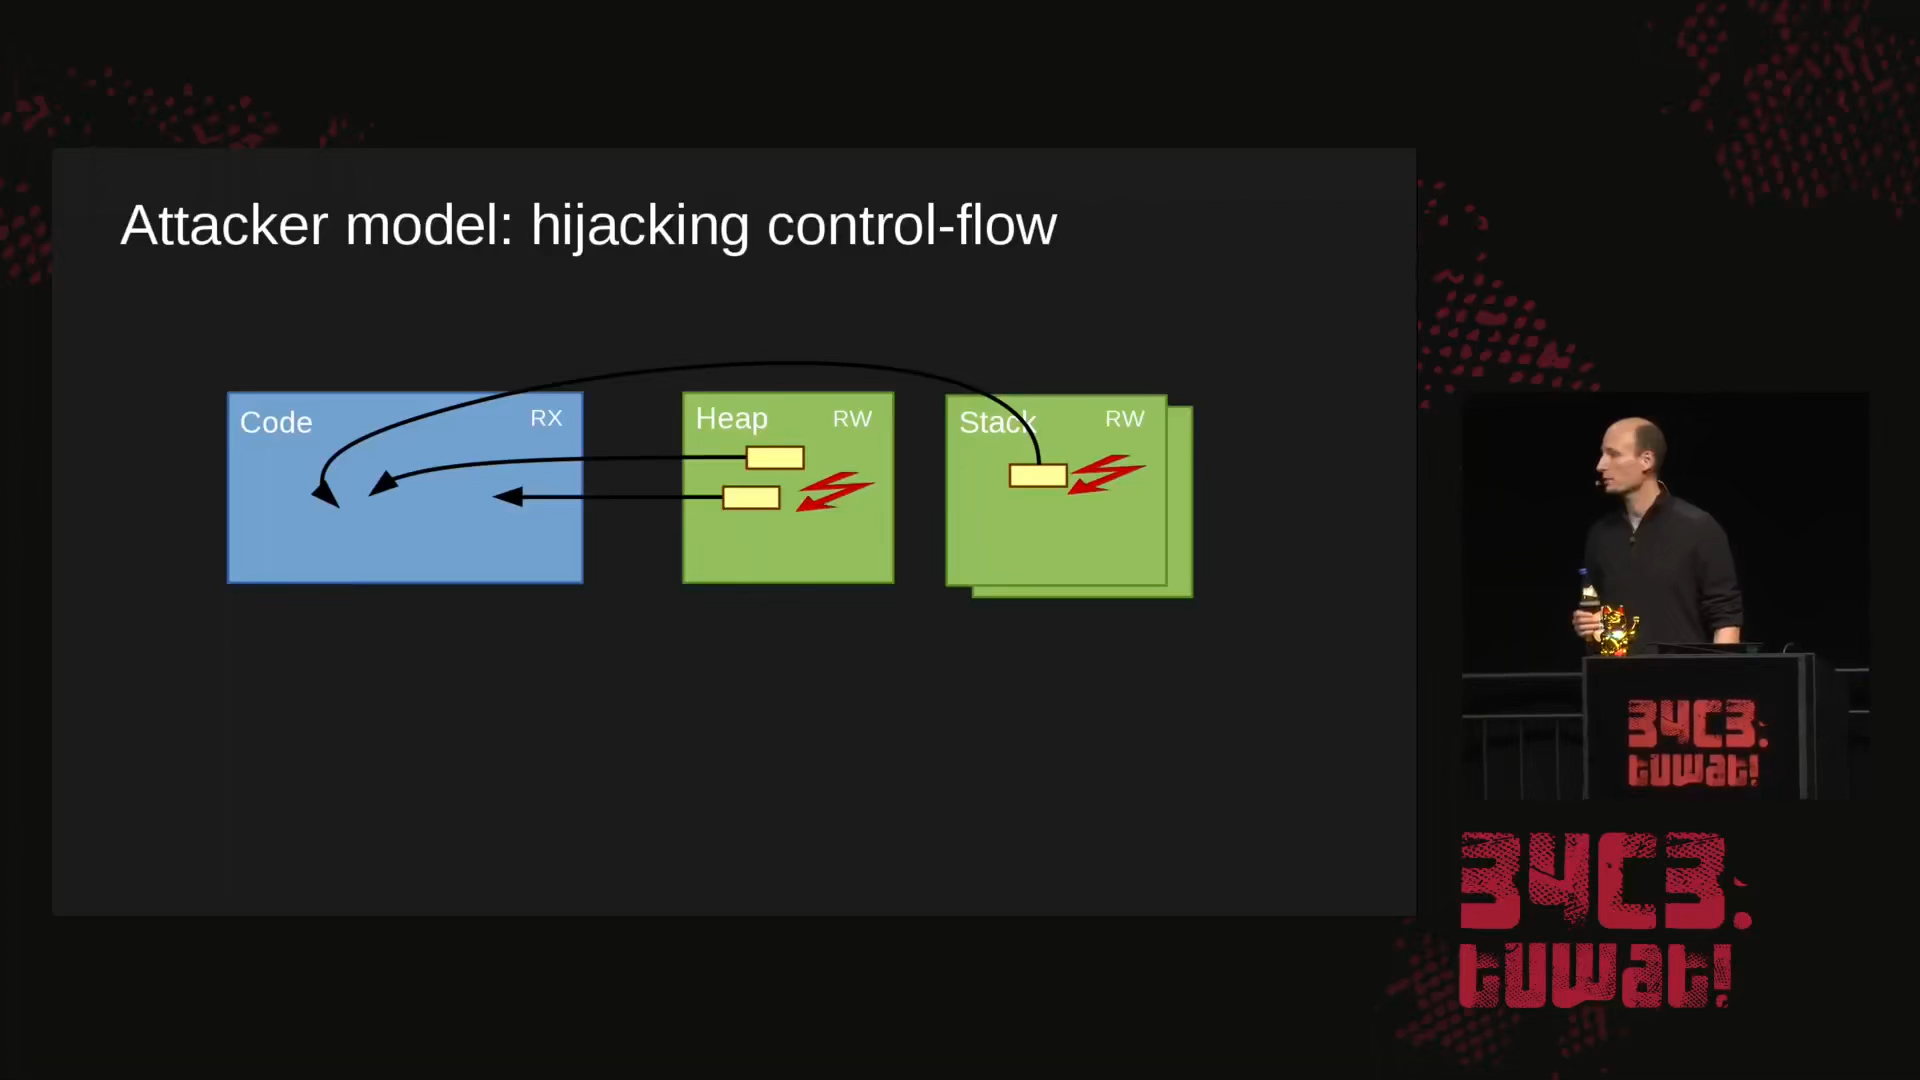 Attacker model: hijacking control-flow
Code
RX
Heap
RW
Stack
RW
34C3.
tuwat!
34C3.
tuwat!